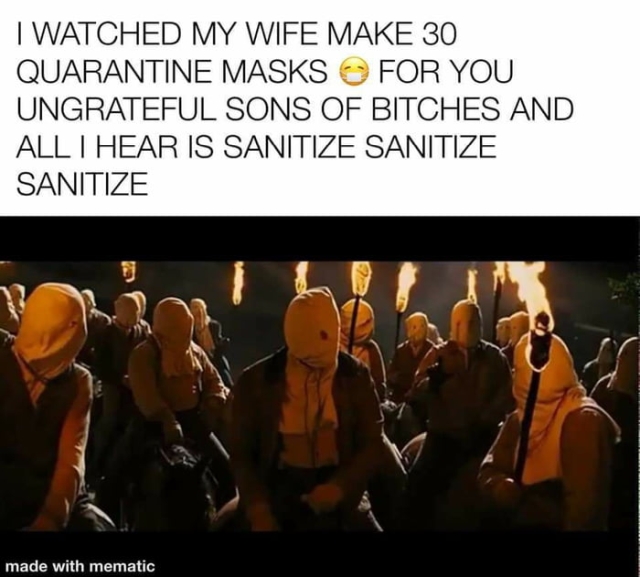 I WATCHED MY WIFE MAKE 30
QUARANTINE MASKS 😷 FOR YOU
UNGRATEFUL SONS OF BITCHES AND
ALL I HEAR IS SANITIZE SANITIZE
SANITIZE
made with mematic